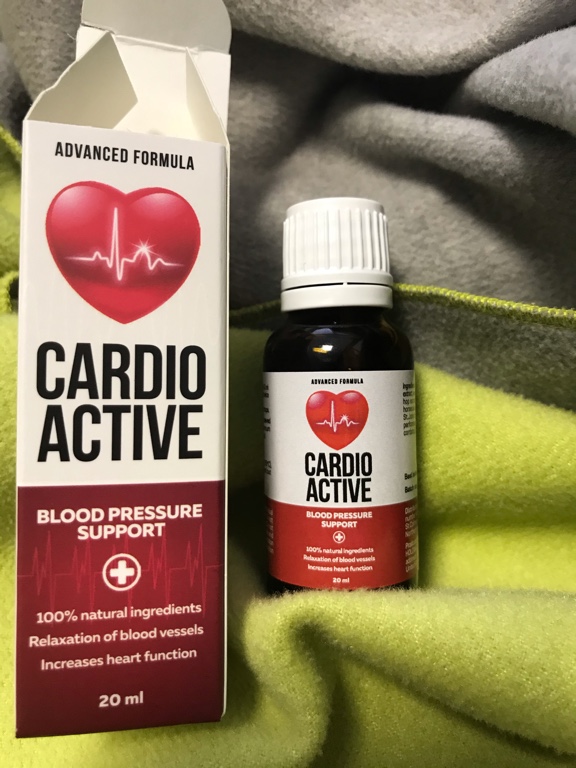 ADVANCED FORMULA
CARDIO
ACTIVE
BLOOD PRESSURE
SUPPORT
100% natural ingredients
Relaxation of blood vessels
Increases heart function
20 ml
ADVANCED FORMULA
CARDIO
ACTIVE
BLOOD PRESSURE
SUPPORT
100% natural ingredients
Relaxation of blood vessels
Increases heart function
20 ml